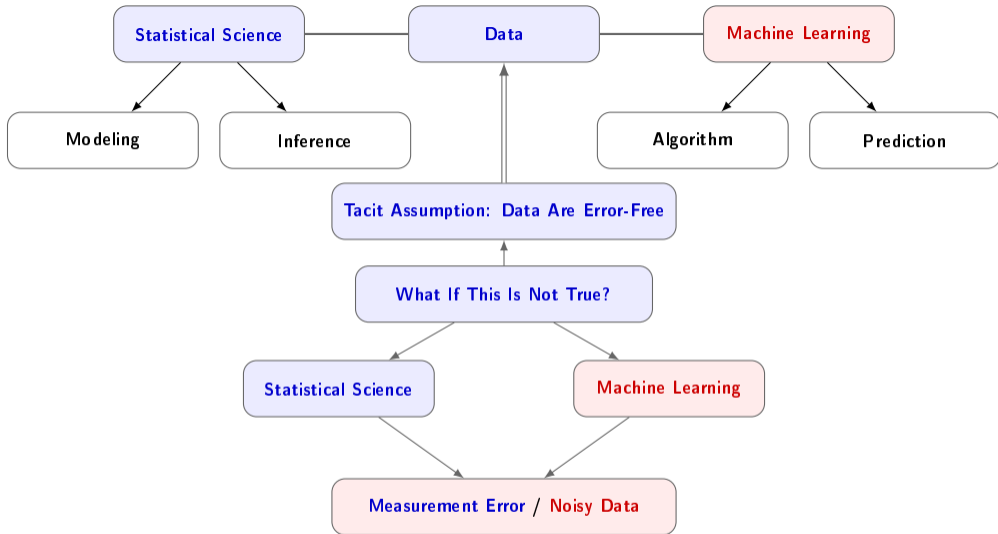 Statistical Science
Data
Machine Learning
Modeling
Inference
Algorithm
Prediction
Tacit Assumption: Data Are Error-Free
What If This Is Not True?
Statistical Science
Machine Learning
Measurement Error / Noisy Data